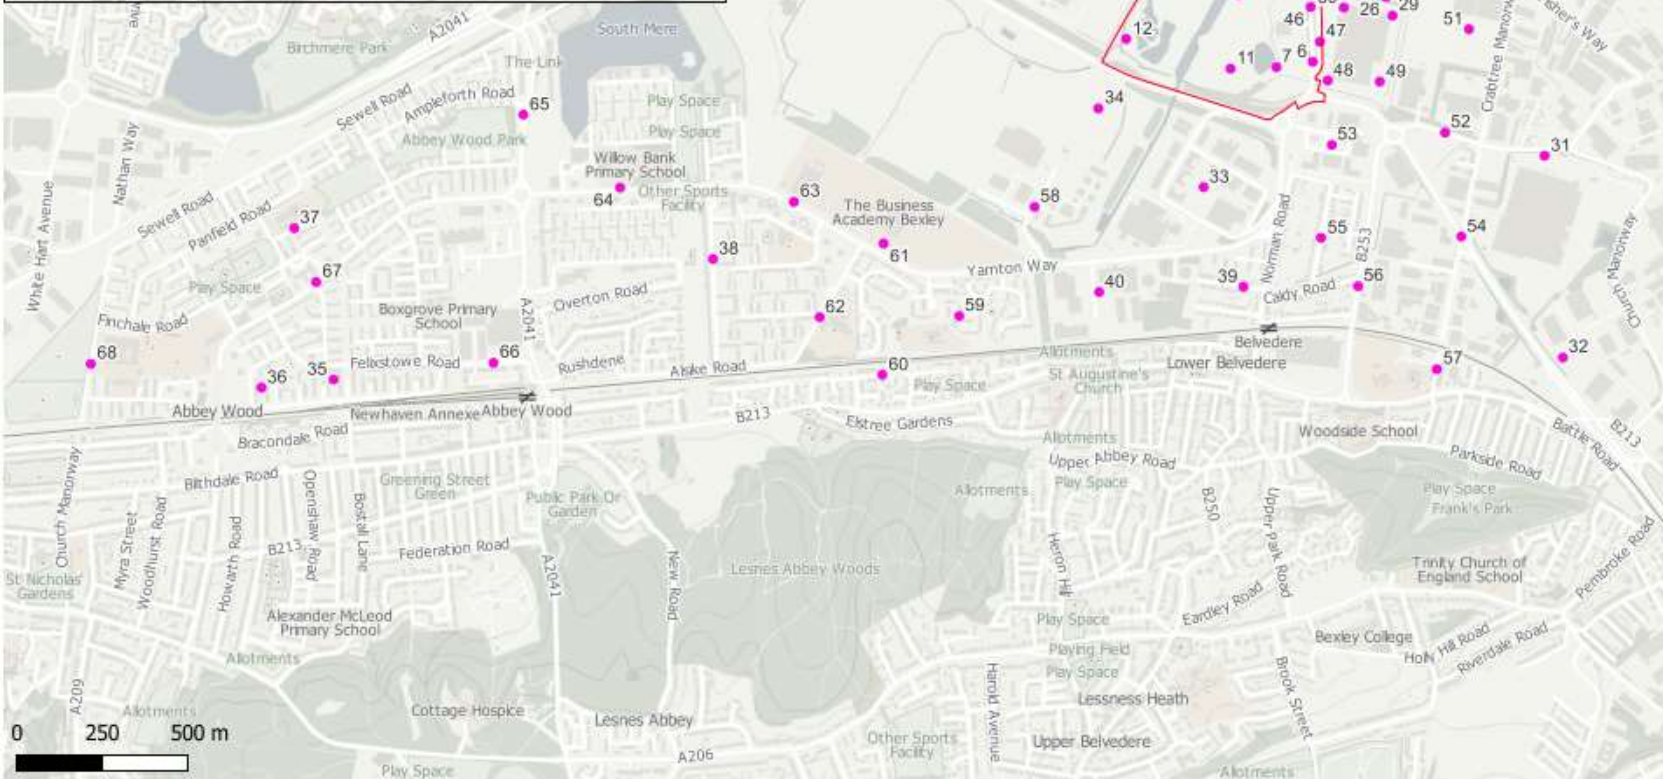 A2041
South Mere
Birchmere Park
The Link
46
26
29
51
Crabtree Manorw
isher's Way
12
47
11
7
6
48
49
Sewell Road
Ampleforth Road
65
Play Space
34
Nathan Way
Abbey Wood Park
Play Space
52
53
31
Willow Bank
Primary School
64
Other Sports
Facility
63
The Business
Academy Bexley
58
33
White Hart Avenue
Sewell Road
Panfield Road
37
38
61
Yarnton Way
Norman Road
55
B253
54
Church Manorway
67
Play Space
Overton Road
40
39
Caldy Road
56
Finchale Road
Boxgrove Primary
School
A2041
62
59
Belvedere
68
36
35
Felixstowe Road
66
Rushdene
Alsike Road
60
Allotments
Lower Belvedere
57
32
Play Space
St Augustine's
Church
Abbey Wood
Newhaven Annexe
Abbey Wood
B213
Elstree Gardens
Bracondale Road
Allotments
Woodside School
Battle Road
B213
Church Manorway
Bilthdale Road
Openshaw Road
Bostall Lane
Greening Street
Green
Public Park Or
Garden
Allotments
Upper Abbey Road
Play Space
B250
Upper Park Road
Parkside Road
Play Space
Frank's Park
Myra Street
Woodhurst Road
Howarth Road
B213
Federation Road
A2041
New Road
Lesnes Abbey Woods
Heron Hill
Trinity Church of
England School
Pembroke Road
St Nicholas
Gardens
Alexander McLeod
Primary School
Eardley Road
Play Space
Bexley College
Holly Hill Road
Riverdale Road
Allotments
Playing Field
Play Space
Brook Street
A209
Allotments
Cottage Hospice
Lesnes Abbey
Harold Avenue
Lessness Heath
0 250 500 m
A206
Other Sports
Facility
Upper Belvedere
Play Space
Allotments